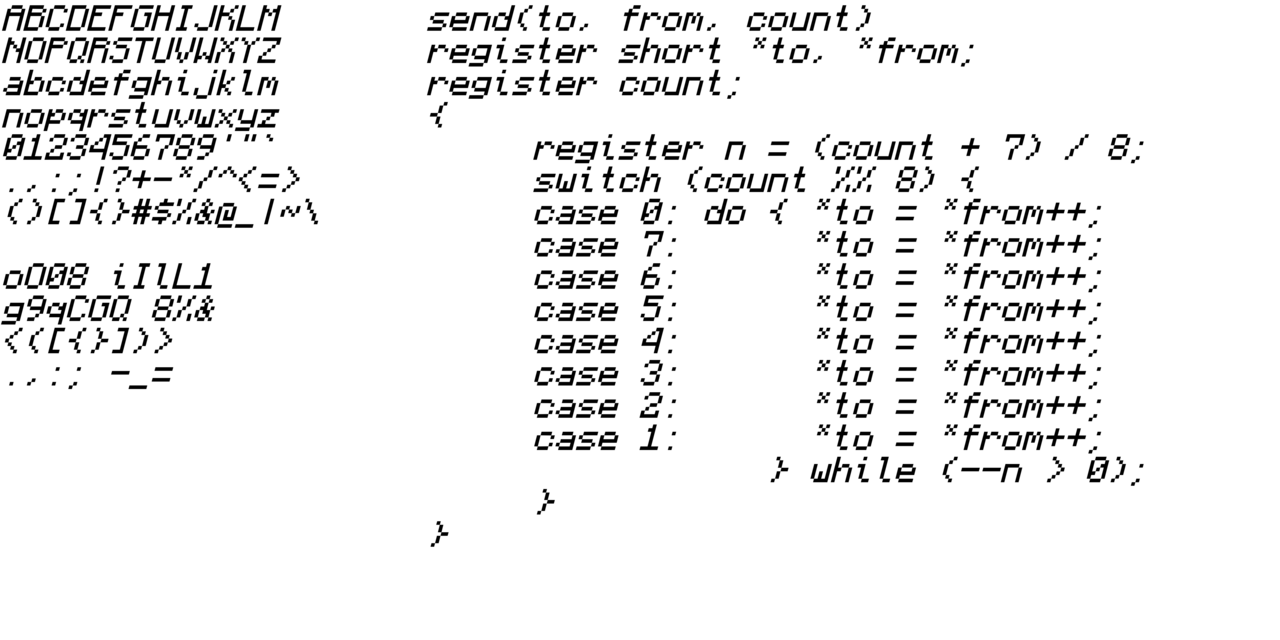 ABCDEFGHIJKLM
NOPQRSTUVWXYZ
abcdefghijklm
nopqrstuvwxyz
0123456789'"`
.,:;!?+-*/^<=>
()[]{}#$%&@_|~\

oO08 iIlL1
g9qCGQ 8%&
<([{}])>
.,:; -_=

send(to, from, count)
register short *to, *from;
register count;
{
     register n = (count + 7) / 8;
     switch (count %% 8) {
     case 0: do { *to = *from++;
     case 7:      *to = *from++;
     case 6:      *to = *from++;
     case 5:      *to = *from++;
     case 4:      *to = *from++;
     case 3:      *to = *from++;
     case 2:      *to = *from++;
     case 1:      *to = *from++;
                } while (--n > 0);
     }
}